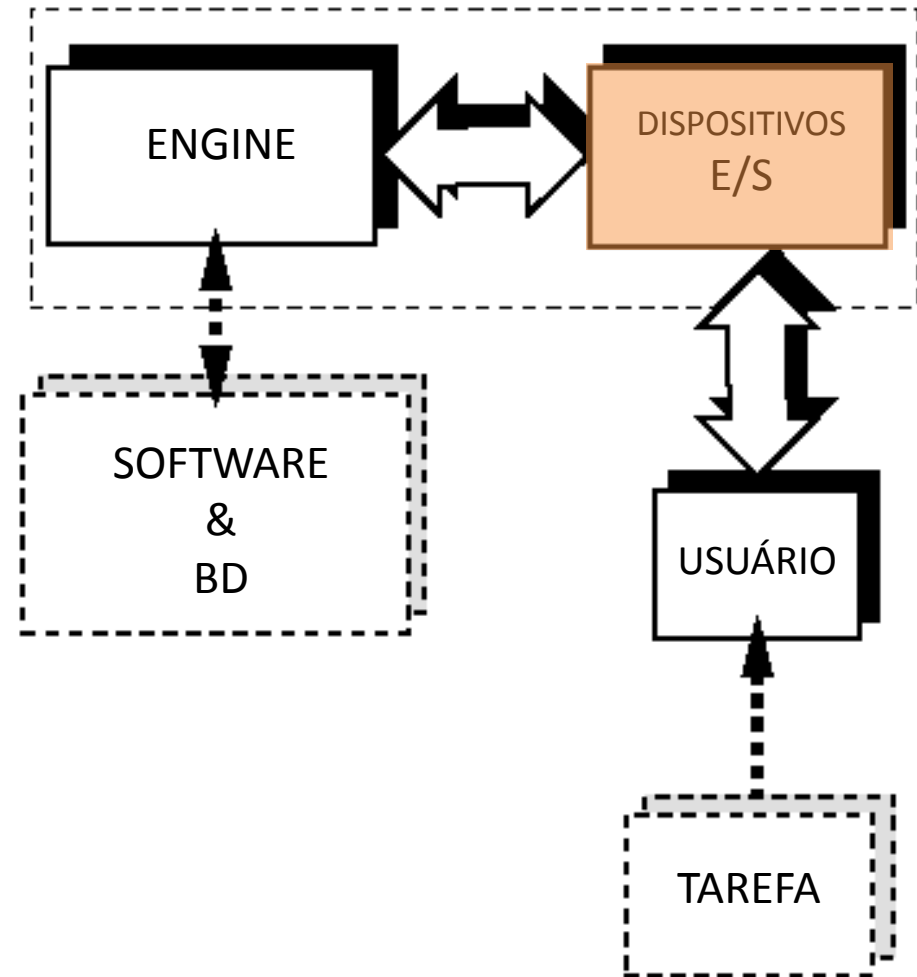 ENGINE
DISPOSITIVOS
E/S
SOFTWARE
&
BD
USUÁRIO
TAREFA